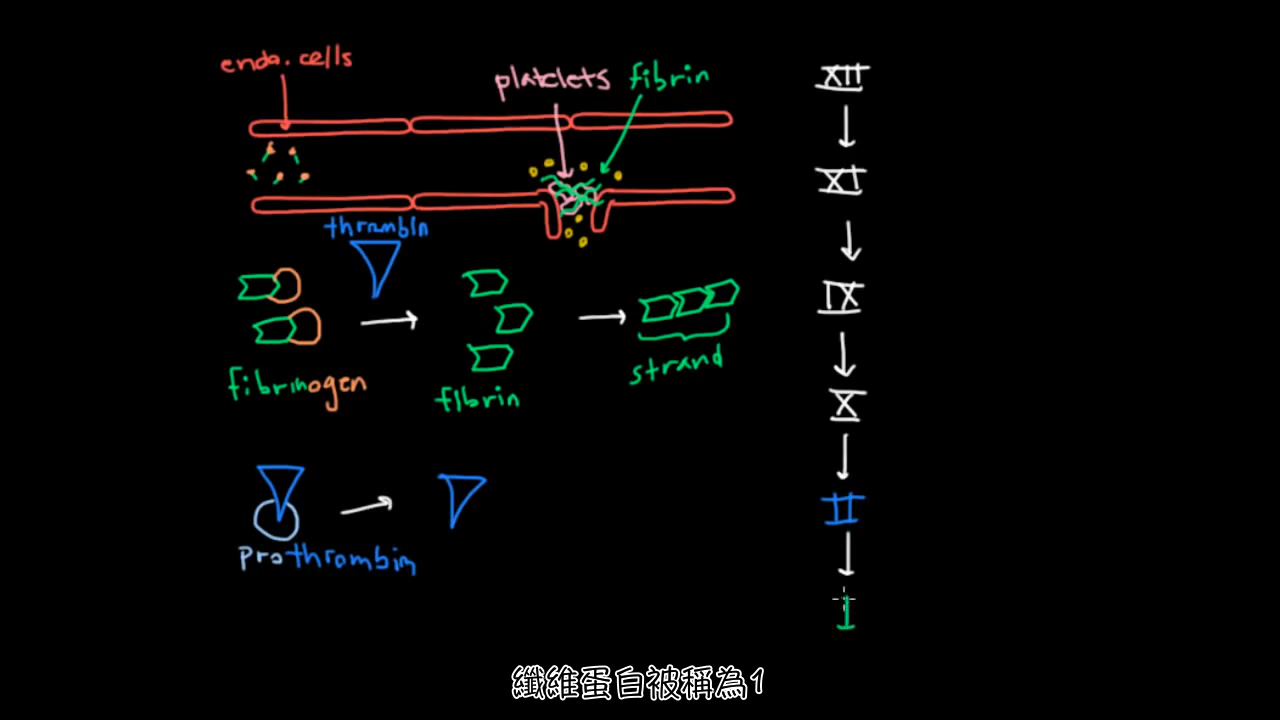 endo.cells
platelets fibrin
thrombin
fibrinogen
fibrin
strand
prothrombin
XII
XI
IX
X
II
I
纖維蛋白被稱為1